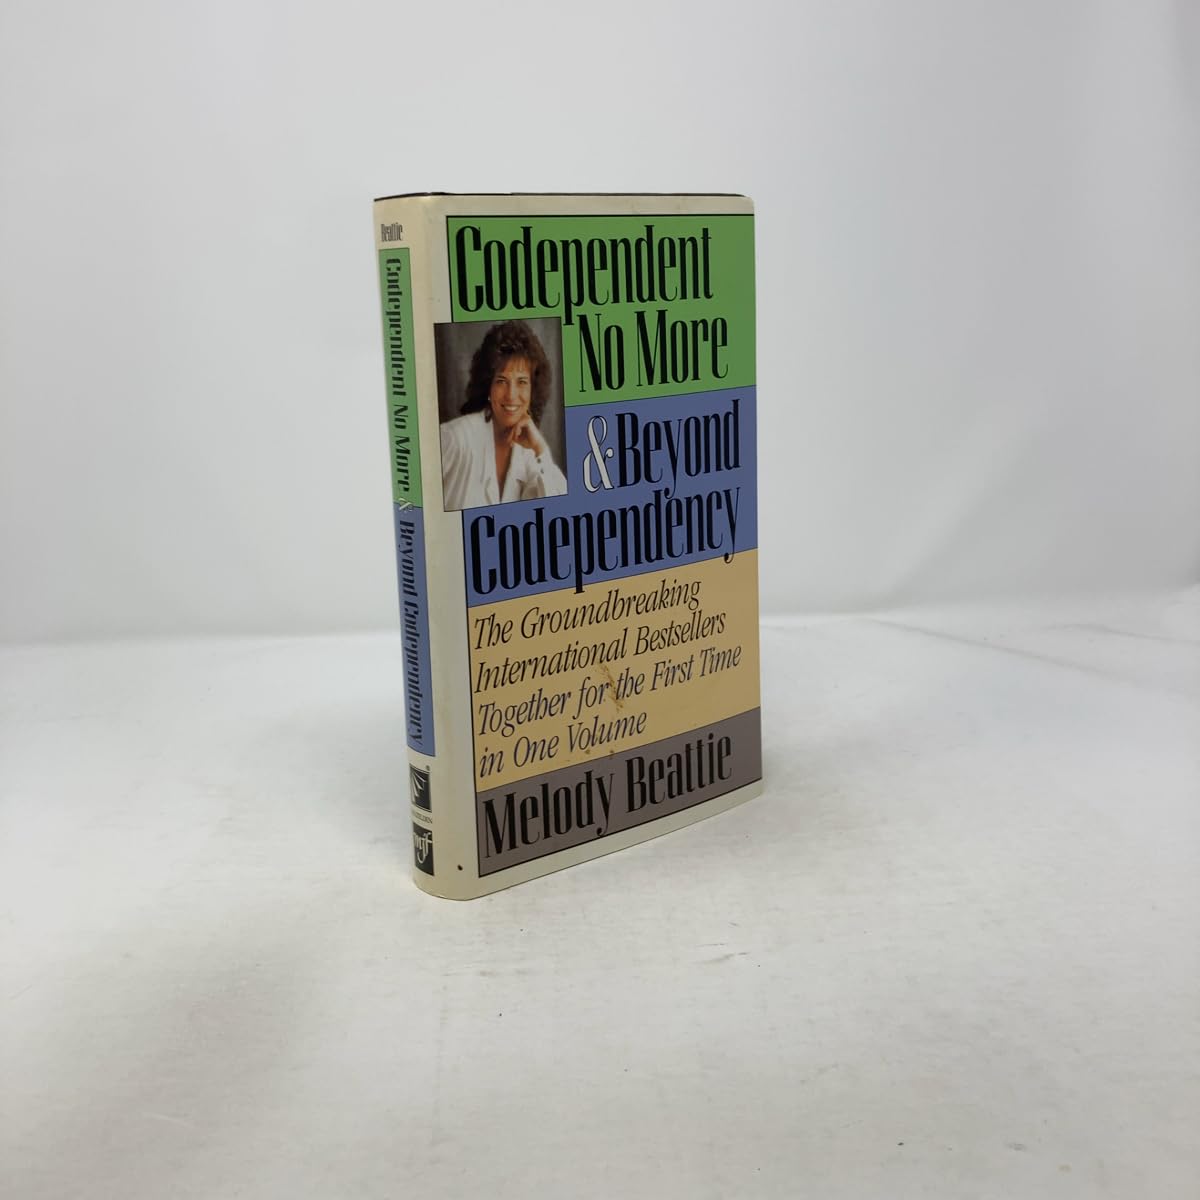 Beattie
Codependent No More & Beyond Codependency
mjf
Codependent
No More
& Beyond
Codependency
The Groundbreaking
International Bestsellers
Together for the First Time
in One Volume
Melody Beattie